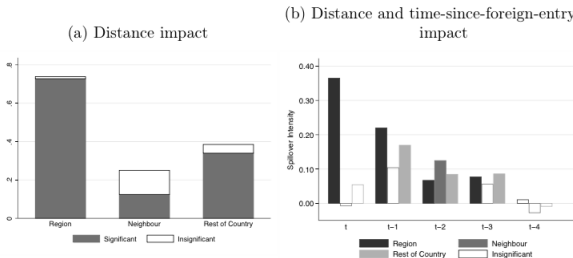 (a) Distance impact
.8
.6
.4
.2
0
Region Neighbour Rest of Country
Significant Insignificant
(b) Distance and time-since-foreign-entry
impact
Spillover Intensity
0.40
0.30
0.20
0.10
0.00
t t−1 t−2 t−3 t−4
Region Neighbour
Rest of Country Insignificant